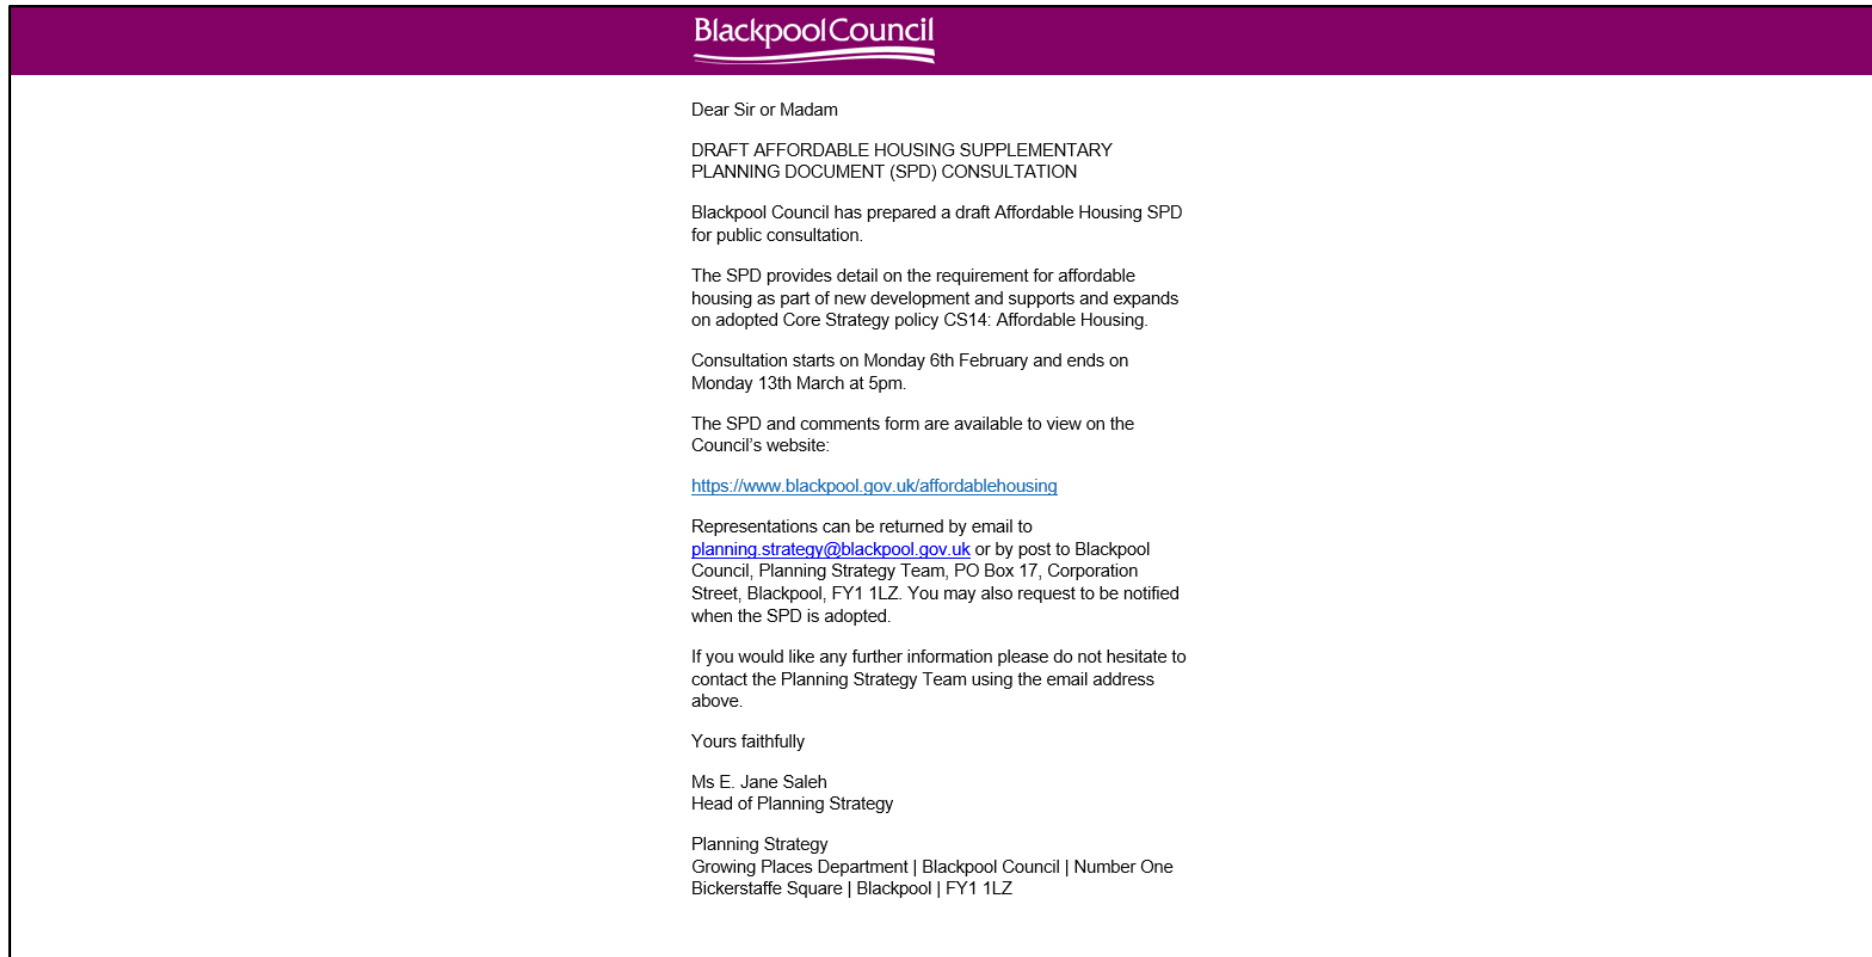 BlackpoolCouncil
Dear Sir or Madam
DRAFT AFFORDABLE HOUSING SUPPLEMENTARY
PLANNING DOCUMENT (SPD) CONSULTATION
Blackpool Council has prepared a draft Affordable Housing SPD
for public consultation.
The SPD provides detail on the requirement for affordable
housing as part of new development and supports and expands
on adopted Core Strategy policy CS14: Affordable Housing.
Consultation starts on Monday 6th February and ends on
Monday 13th March at 5pm.
The SPD and comments form are available to view on the
Council’s website:
https://www.blackpool.gov.uk/affordablehousing
Representations can be returned by email to
planning.strategy@blackpool.gov.uk or by post to Blackpool
Council, Planning Strategy Team, PO Box 17, Corporation
Street, Blackpool, FY1 1LZ. You may also request to be notified
when the SPD is adopted.
If you would like any further information please do not hesitate to
contact the Planning Strategy Team using the email address
above.
Yours faithfully
Ms E. Jane Saleh
Head of Planning Strategy
Planning Strategy
Growing Places Department | Blackpool Council | Number One
Bickerstaffe Square | Blackpool | FY1 1LZ